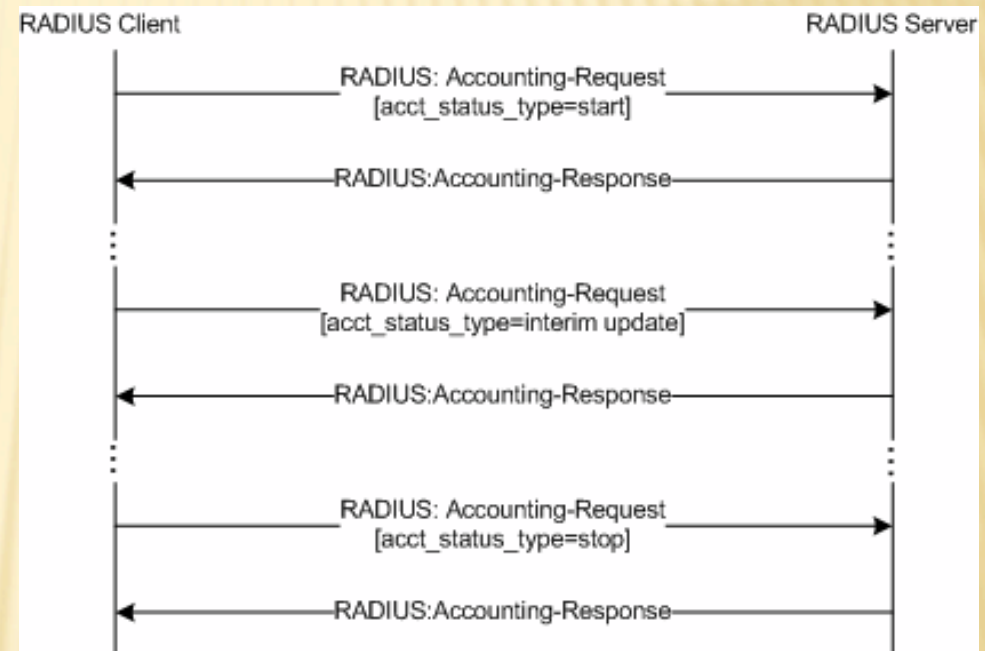 RADIUS Client
RADIUS Server
RADIUS: Accounting-Request
[acct_status_type=start]
RADIUS:Accounting-Response
RADIUS: Accounting-Request
[acct_status_type=interim update]
RADIUS:Accounting-Response
RADIUS: Accounting-Request
[acct_status_type=stop]
RADIUS:Accounting-Response